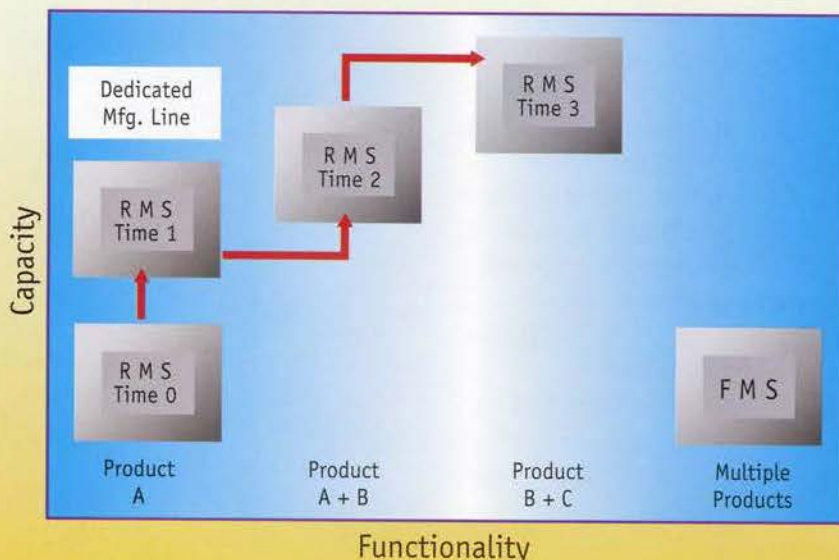 Capacity
Dedicated
Mfg. Line
R M S
Time 1
R M S
Time 0
R M S
Time 2
R M S
Time 3
F M S
Product
A
Product
A + B
Product
B + C
Multiple
Products
Functionality